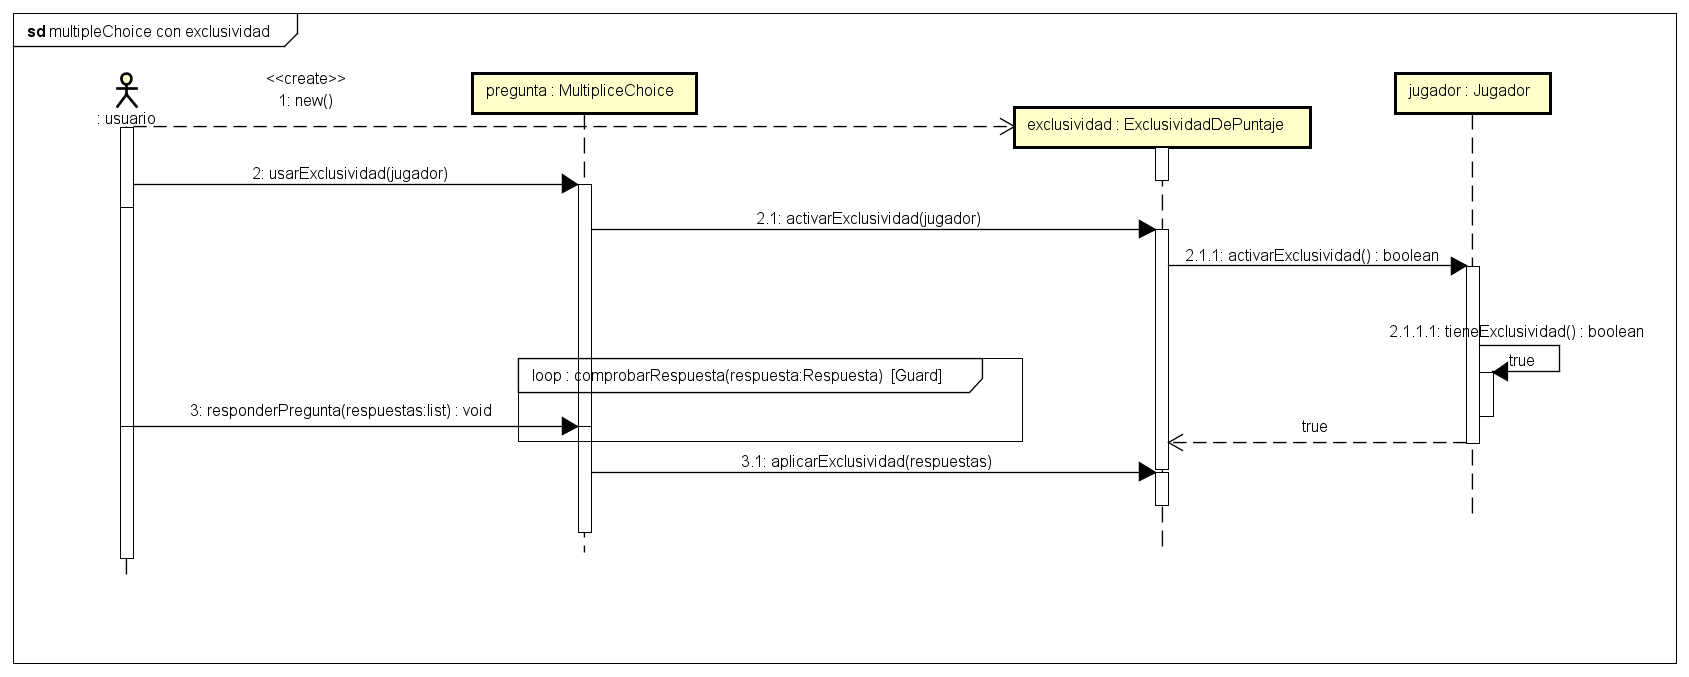 sd multipleChoice con exclusividad
<<create>>
1: new()
: usuario
pregunta : MultipliceChoice
exclusividad : ExclusividadDePuntaje
jugador : Jugador
2: usarExclusividad(jugador)
2.1: activarExclusividad(jugador)
2.1.1: activarExclusividad() : boolean
2.1.1.1: tieneExclusividad() : boolean
true
loop : comprobarRespuesta(respuesta:Respuesta) [Guard]
3: responderPregunta(respuestas:list) : void
true
3.1: aplicarExclusividad(respuestas)